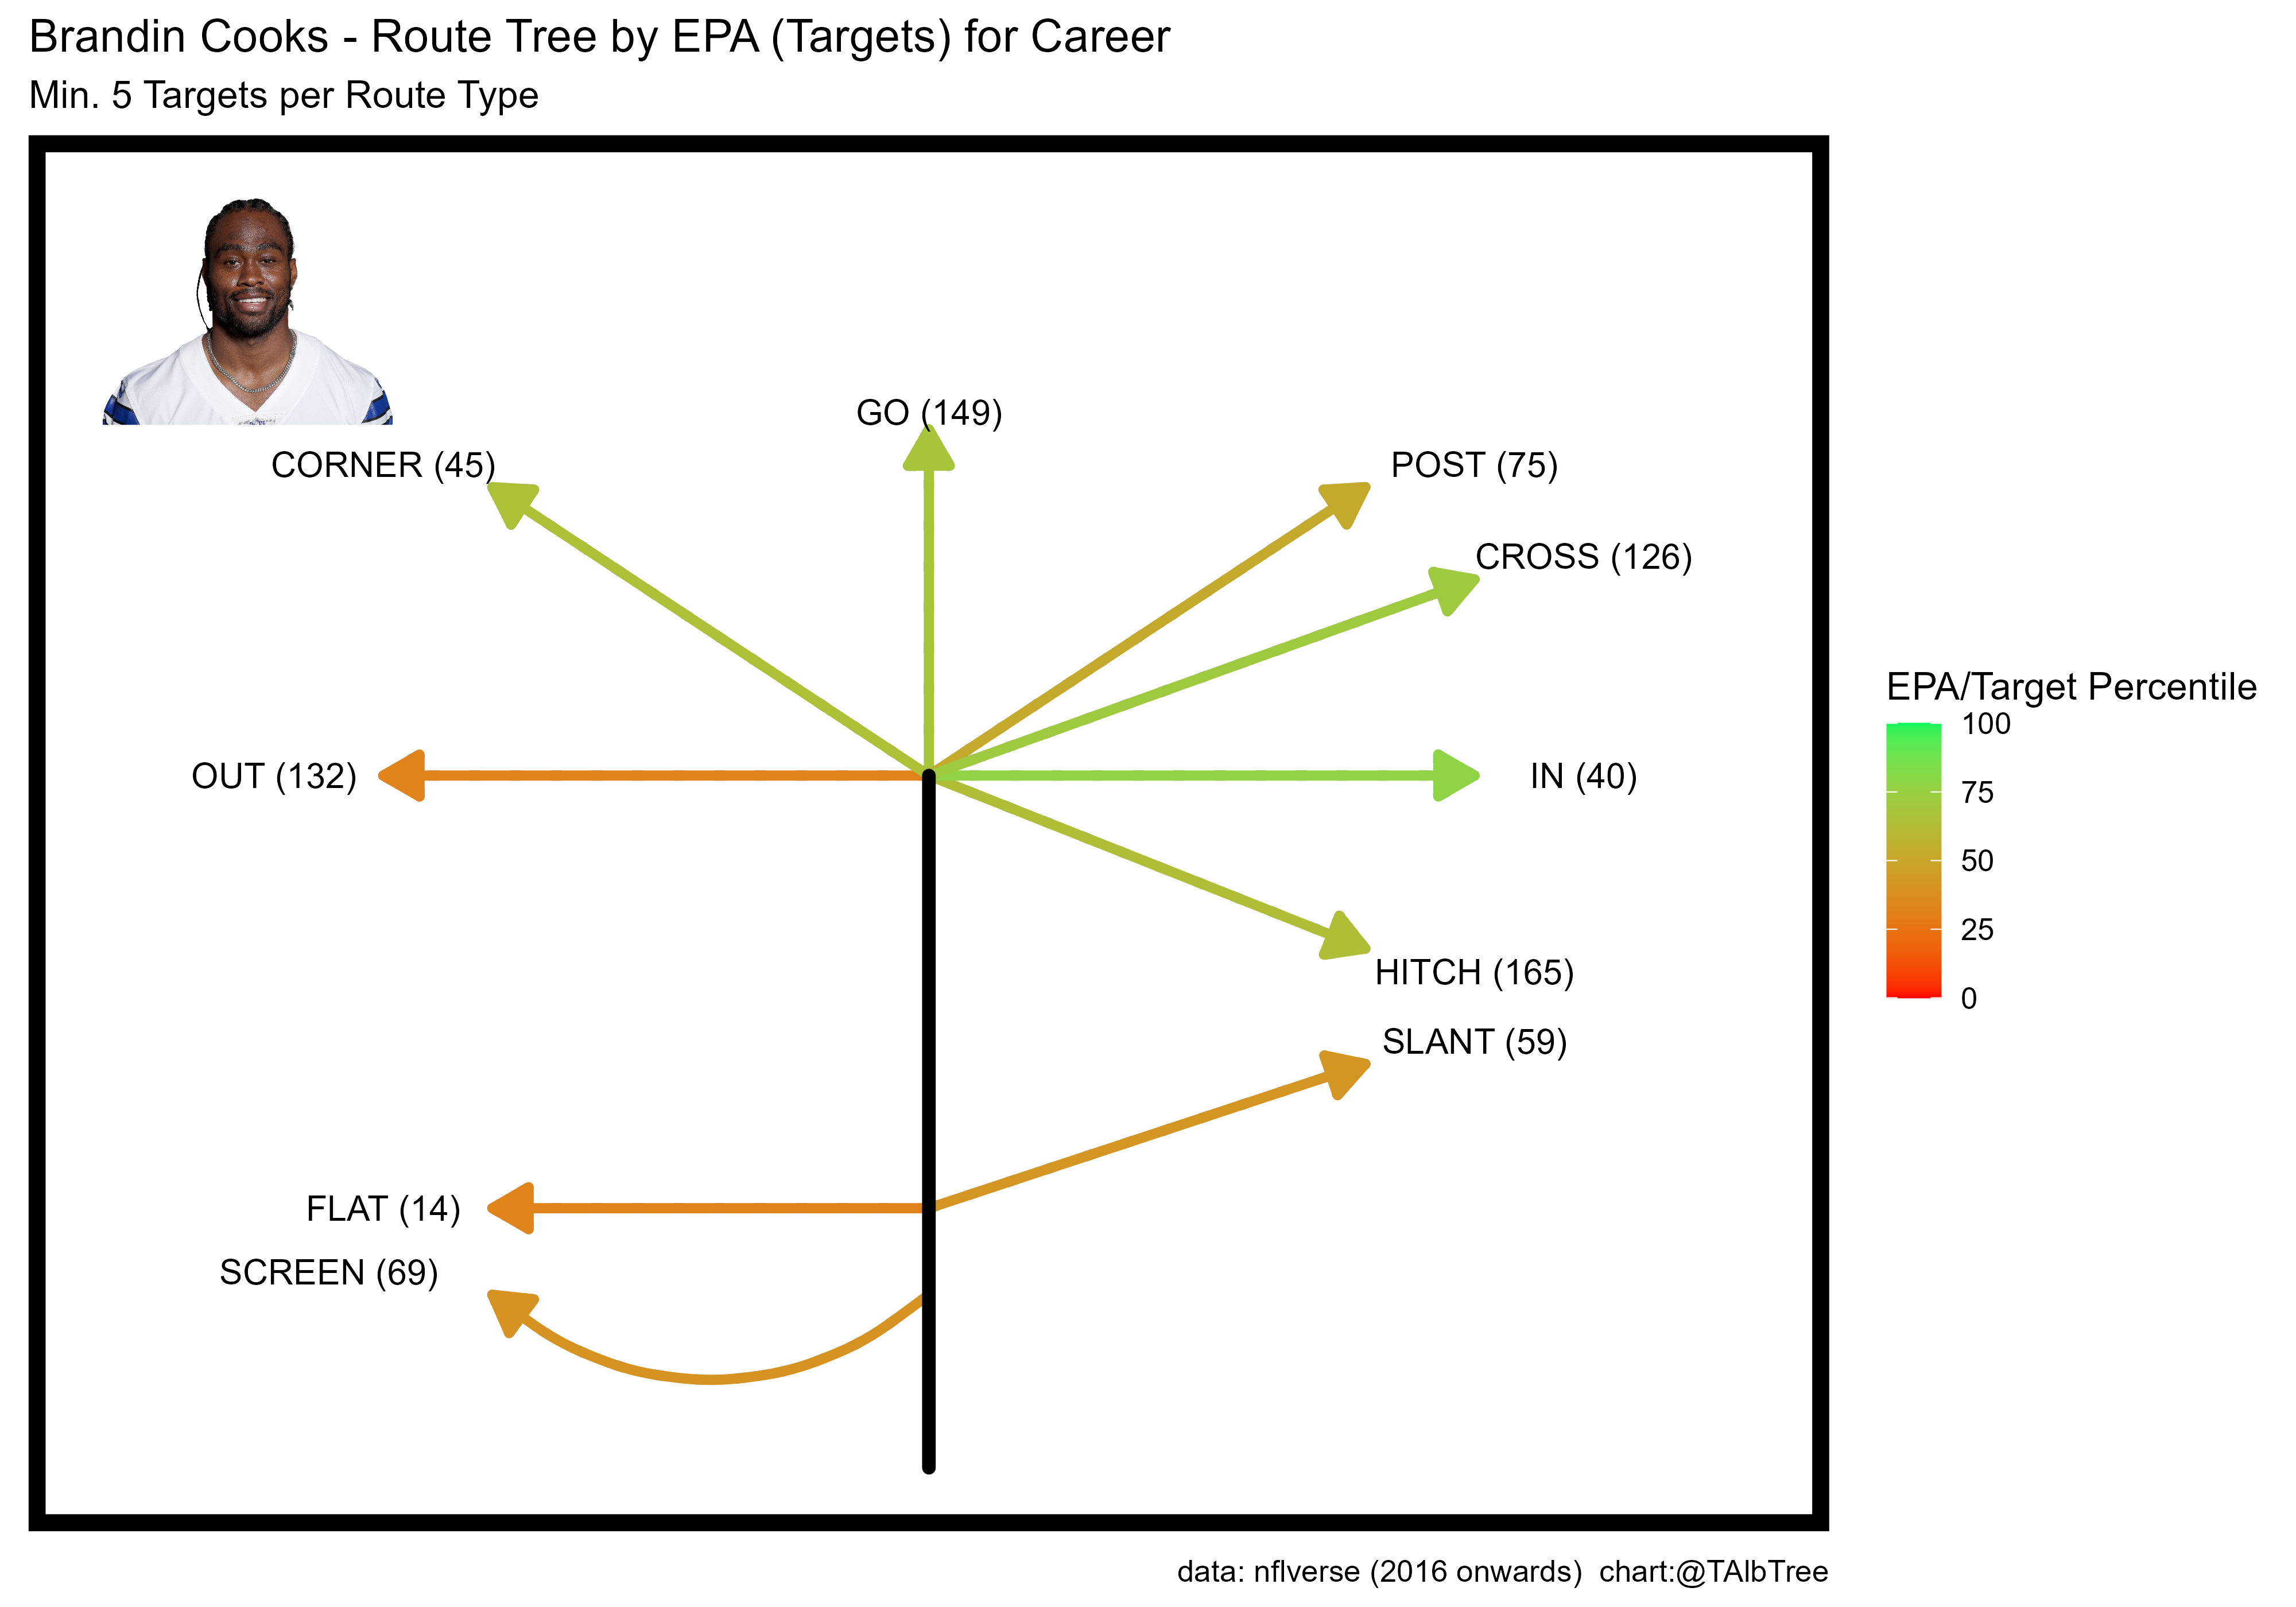 Brandin Cooks - Route Tree by EPA (Targets) for Career
Min. 5 Targets per Route Type
GO (149)
CORNER (45)
POST (75)
CROSS (126)
OUT (132)
IN (40)
HITCH (165)
SLANT (59)
FLAT (14)
SCREEN (69)
EPA/Target Percentile
100
75
50
25
0
data: nflverse (2016 onwards)  chart:@TAlbTree